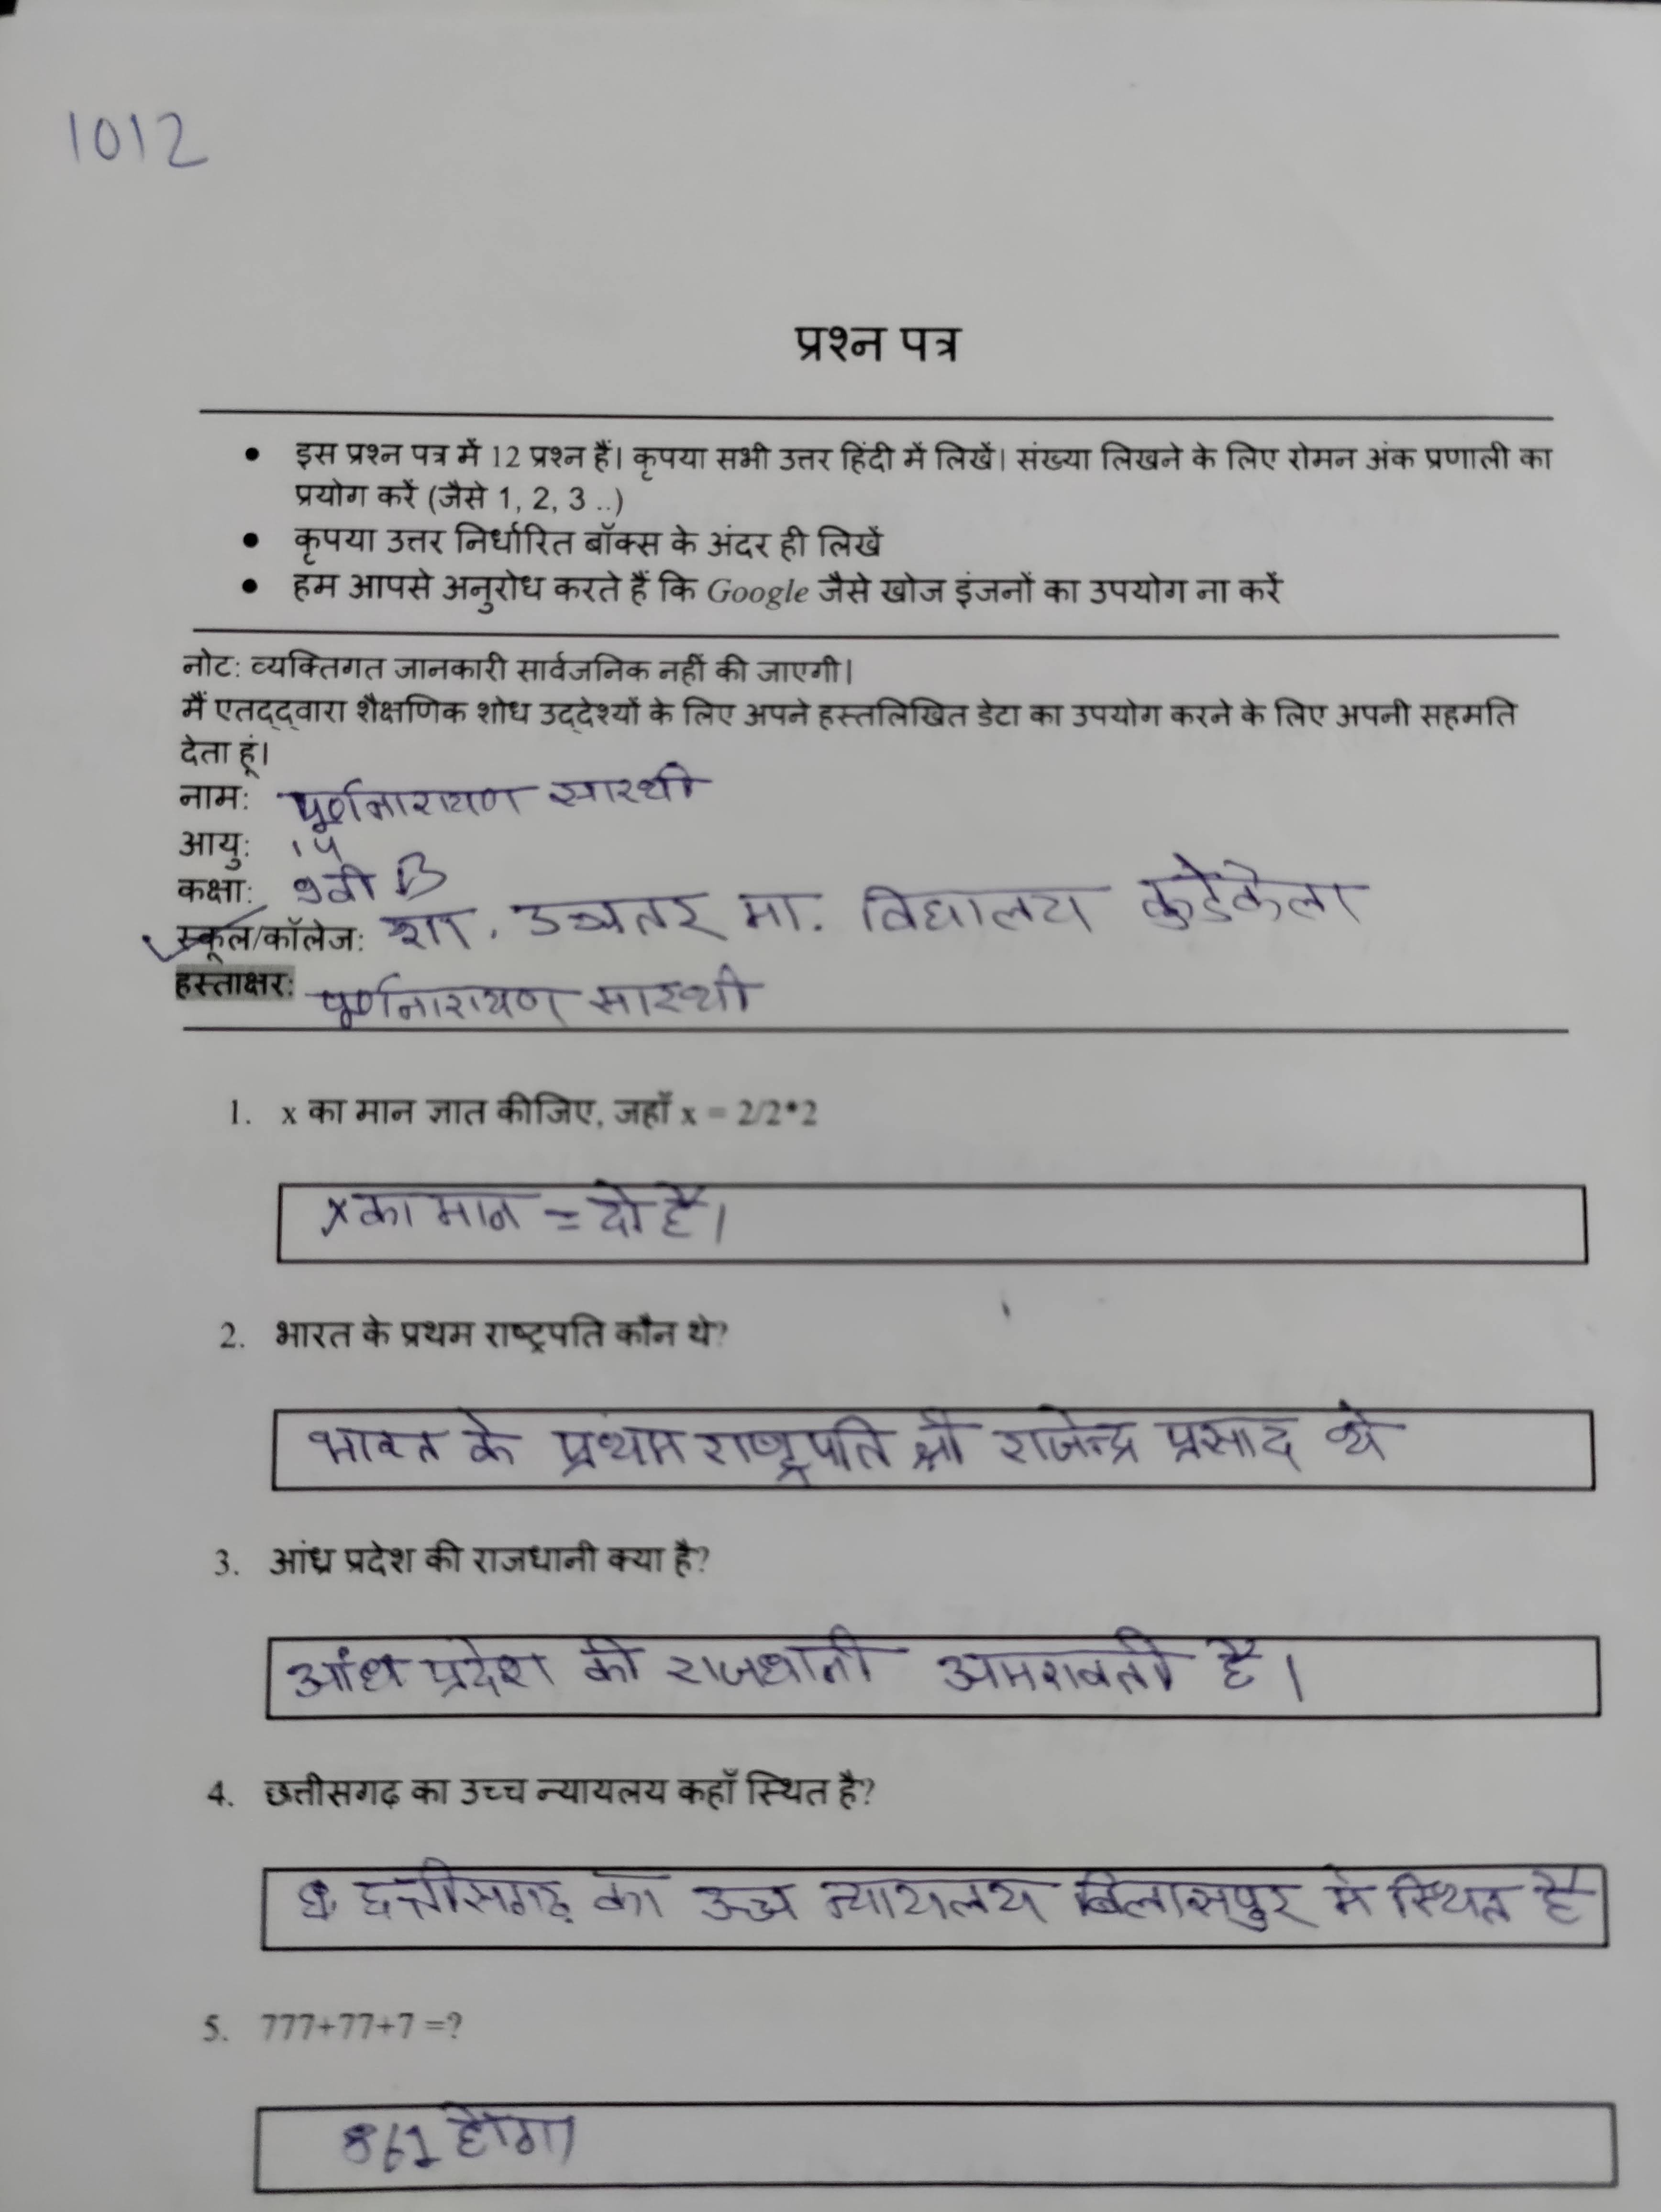 1012
प्रश्न पत्र
• इस प्रश्न पत्र में 12 प्रश्न हैं। कृपया सभी उत्तर हिंदी में लिखें। संख्या लिखने के लिए रोमन अंक प्रणाली का
प्रयोग करें (जैसे 1, 2, 3 ..)
• कृपया उत्तर निर्धारित बॉक्स के अंदर ही लिखें
• हम आपसे अनुरोध करते हैं कि Google जैसे खोज इंजनों का उपयोग ना करें
नोट: व्यक्तिगत जानकारी सार्वजनिक नहीं की जाएगी।
मैं एतद्द्वारा शैक्षणिक शोध उद्देश्यों के लिए अपने हस्तलिखित डेटा का उपयोग करने के लिए अपनी सहमति
देता हूं।
नाम: पूर्णनारायण सारथी
आयु: 14
कक्षा: 9वी B
स्कूल/कॉलेज: शा. उच्चतर मा. विद्यालय कुडेकेला
हस्ताक्षर: पूर्णनारायण सारथी
1. x का मान ज्ञात कीजिए, जहाँ x = 2/2*2
x का मान = दो है।
2. भारत के प्रथम राष्ट्रपति कौन थे?
भारत के प्रथम राष्ट्रपति श्री राजेन्द्र प्रसाद थे
3. आंध्र प्रदेश की राजधानी क्या है?
आंध्र प्रदेश की राजधानी अमरावती है।
4. छत्तीसगढ़ का उच्च न्यायलय कहाँ स्थित है?
छत्तीसगढ़ का उच्च न्यायलय बिलासपुर मे स्थित है
5. 777+77+7 =?
861 होगा